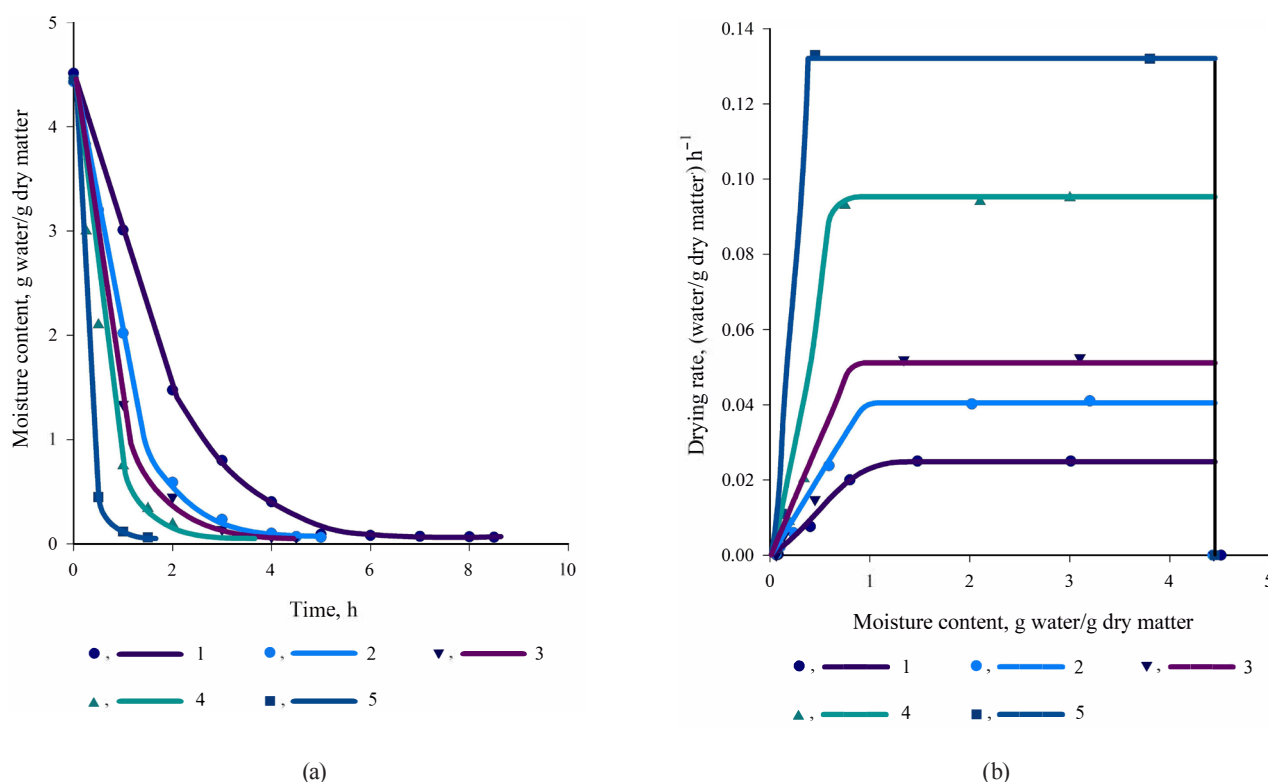 5
4
3
2
1
0
0 2 4 6 8 10
Moisture content, g water/g dry matter
Time, h
, 1 , 2 , 3
, 4 , 5
(a)
0.14
0.12
0.10
0.08
0.06
0.04
0.02
0.00
0 1 2 3 4 5
Drying rate, (water/g dry matter) h⁻¹
Moisture content, g water/g dry matter
, 1 , 2 , 3
, 4 , 5
(b)